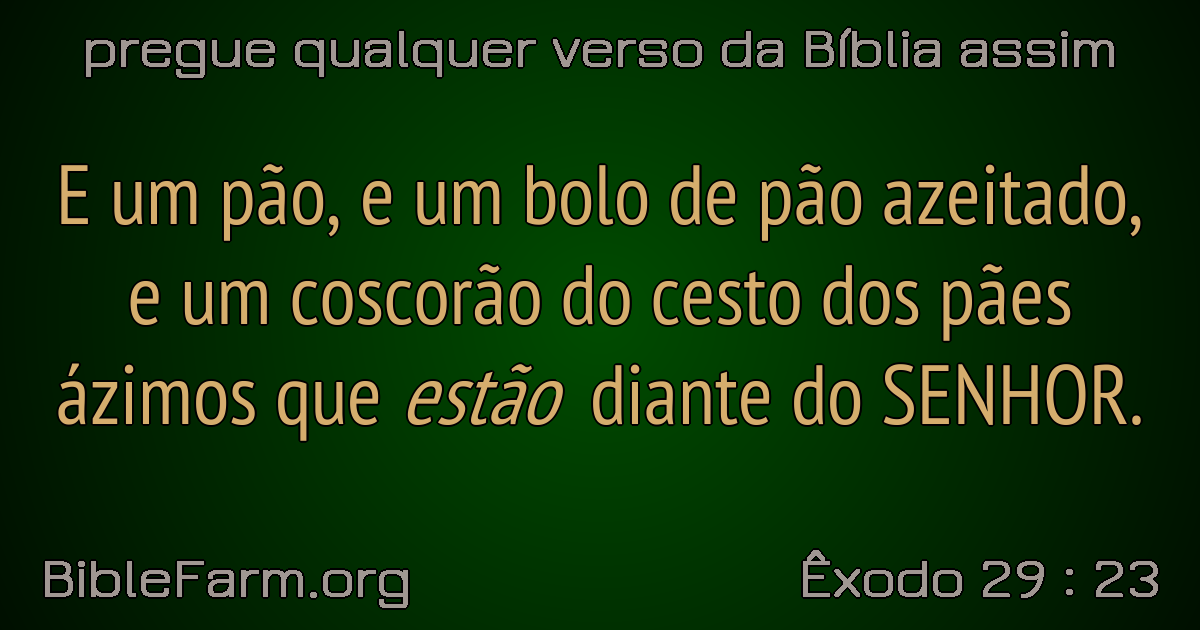 pregue qualquer verso da Bíblia assim
E um pão, e um bolo de pão azeitado,
e um coscorão do cesto dos pães
ázimos que estão diante do SENHOR.
BibleFarm.org
Êxodo 29 : 23